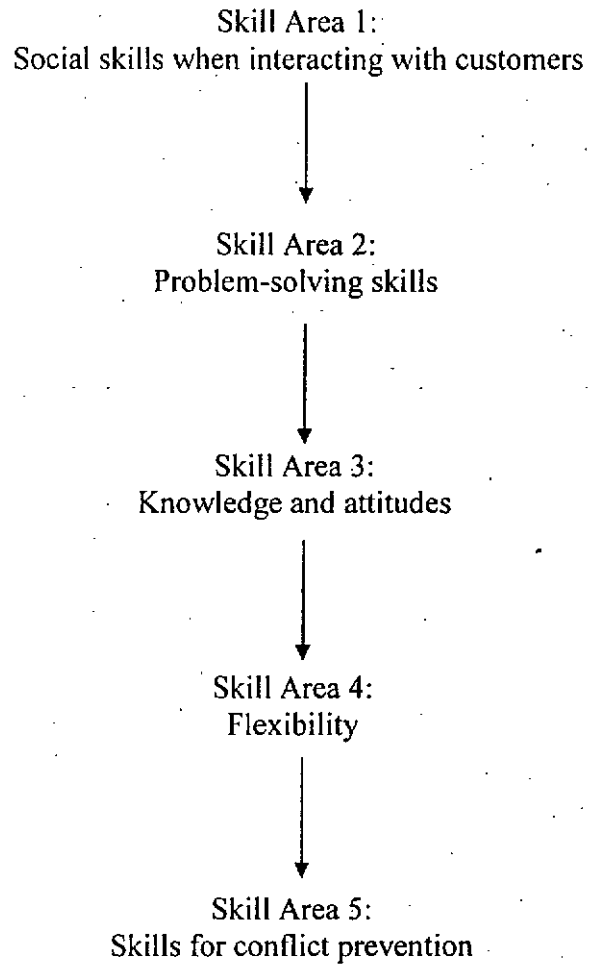 Skill Area 1:
Social skills when interacting with customers
Skill Area 2:
Problem-solving skills
Skill Area 3:
Knowledge and attitudes
Skill Area 4:
Flexibility
Skill Area 5:
Skills for conflict prevention